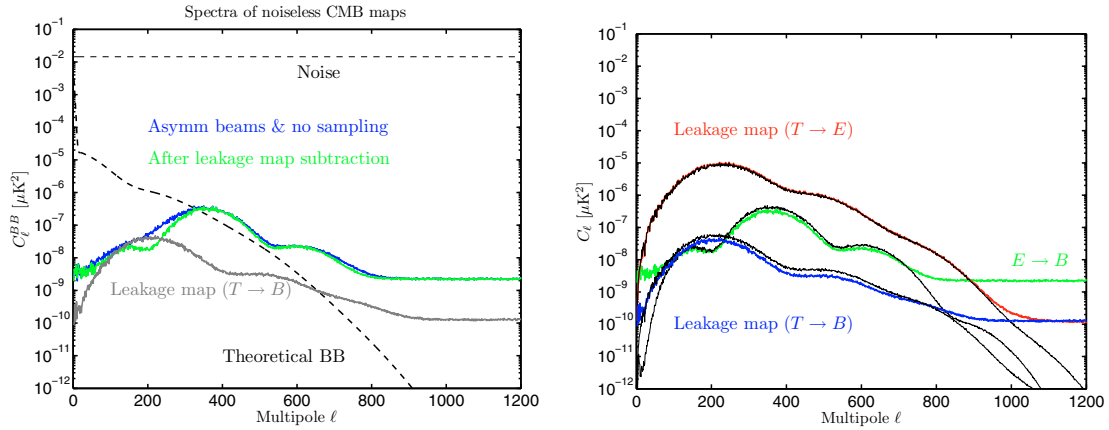 Spectra of noiseless CMB maps
10⁻¹
10⁻²
10⁻³
10⁻⁴
10⁻⁵
10⁻⁶
10⁻⁷
10⁻⁸
10⁻⁹
10⁻¹⁰
10⁻¹¹
10⁻¹²
C_ℓ^{BB} [μK²]
Noise
Asymm beams & no sampling
After leakage map subtraction
Leakage map (T → B)
Theoretical BB
0 200 400 600 800 1000 1200
Multipole ℓ
10⁻¹
10⁻²
10⁻³
10⁻⁴
10⁻⁵
10⁻⁶
10⁻⁷
10⁻⁸
10⁻⁹
10⁻¹⁰
10⁻¹¹
10⁻¹²
C_ℓ [μK²]
Leakage map (T → E)
E → B
Leakage map (T → B)
0 200 400 600 800 1000 1200
Multipole ℓ